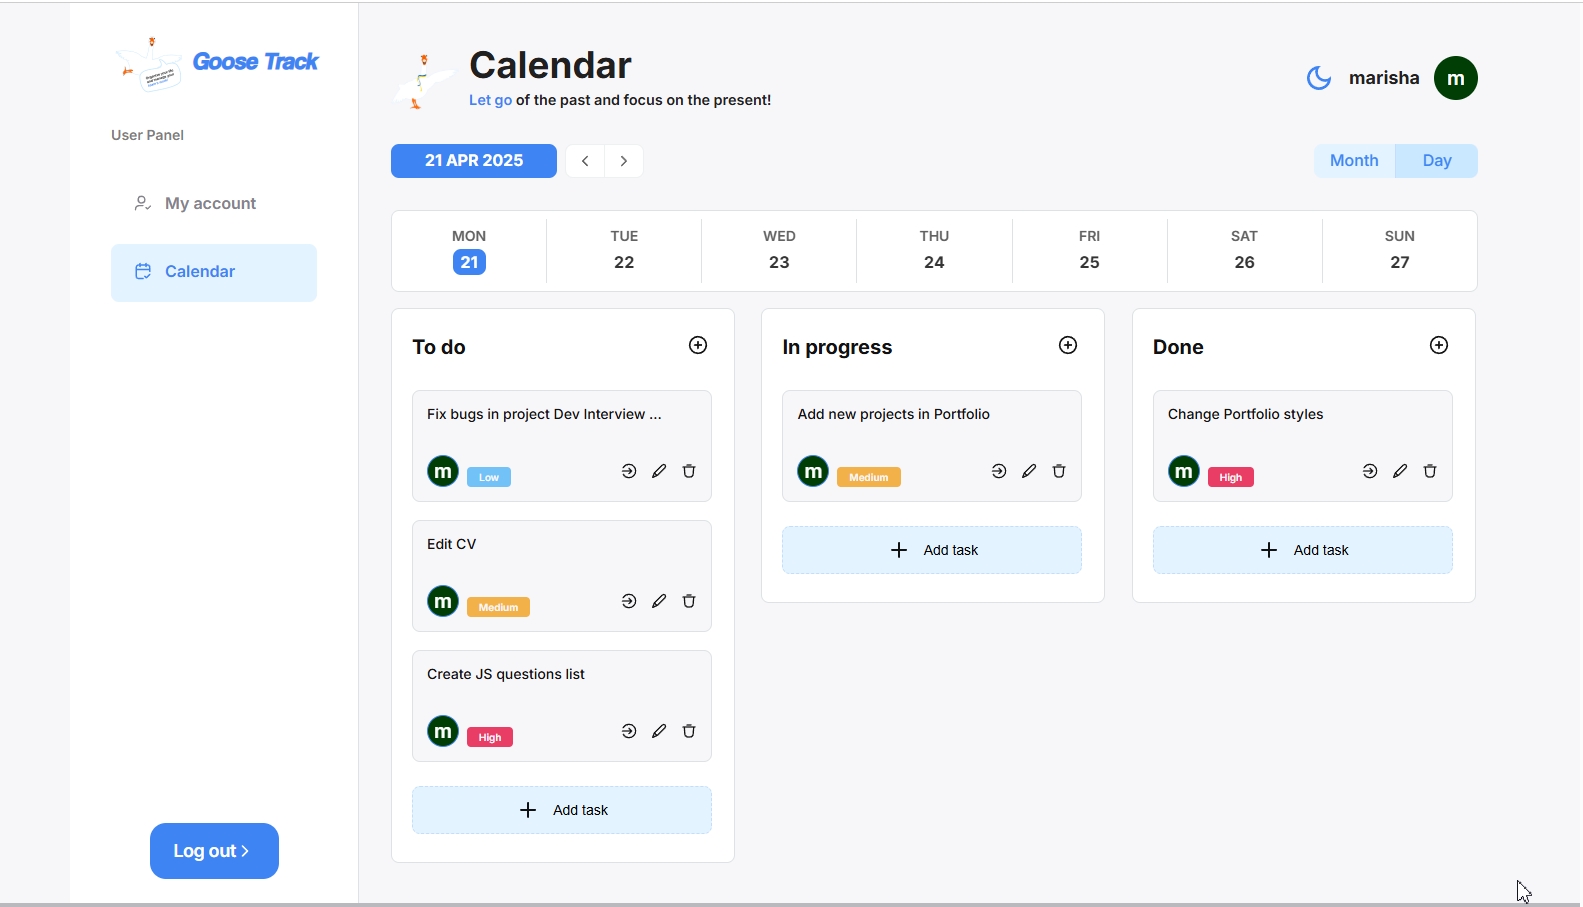 Goose Track
User Panel
My account
Calendar
Log out
Calendar
Let go of the past and focus on the present!
marisha
m
21 APR 2025
Month
Day
MON
21
TUE
22
WED
23
THU
24
FRI
25
SAT
26
SUN
27
To do
Fix bugs in project Dev Interview ...
m
Low
Edit CV
m
Medium
Create JS questions list
m
High
Add task
In progress
Add new projects in Portfolio
m
Medium
Add task
Done
Change Portfolio styles
m
High
Add task